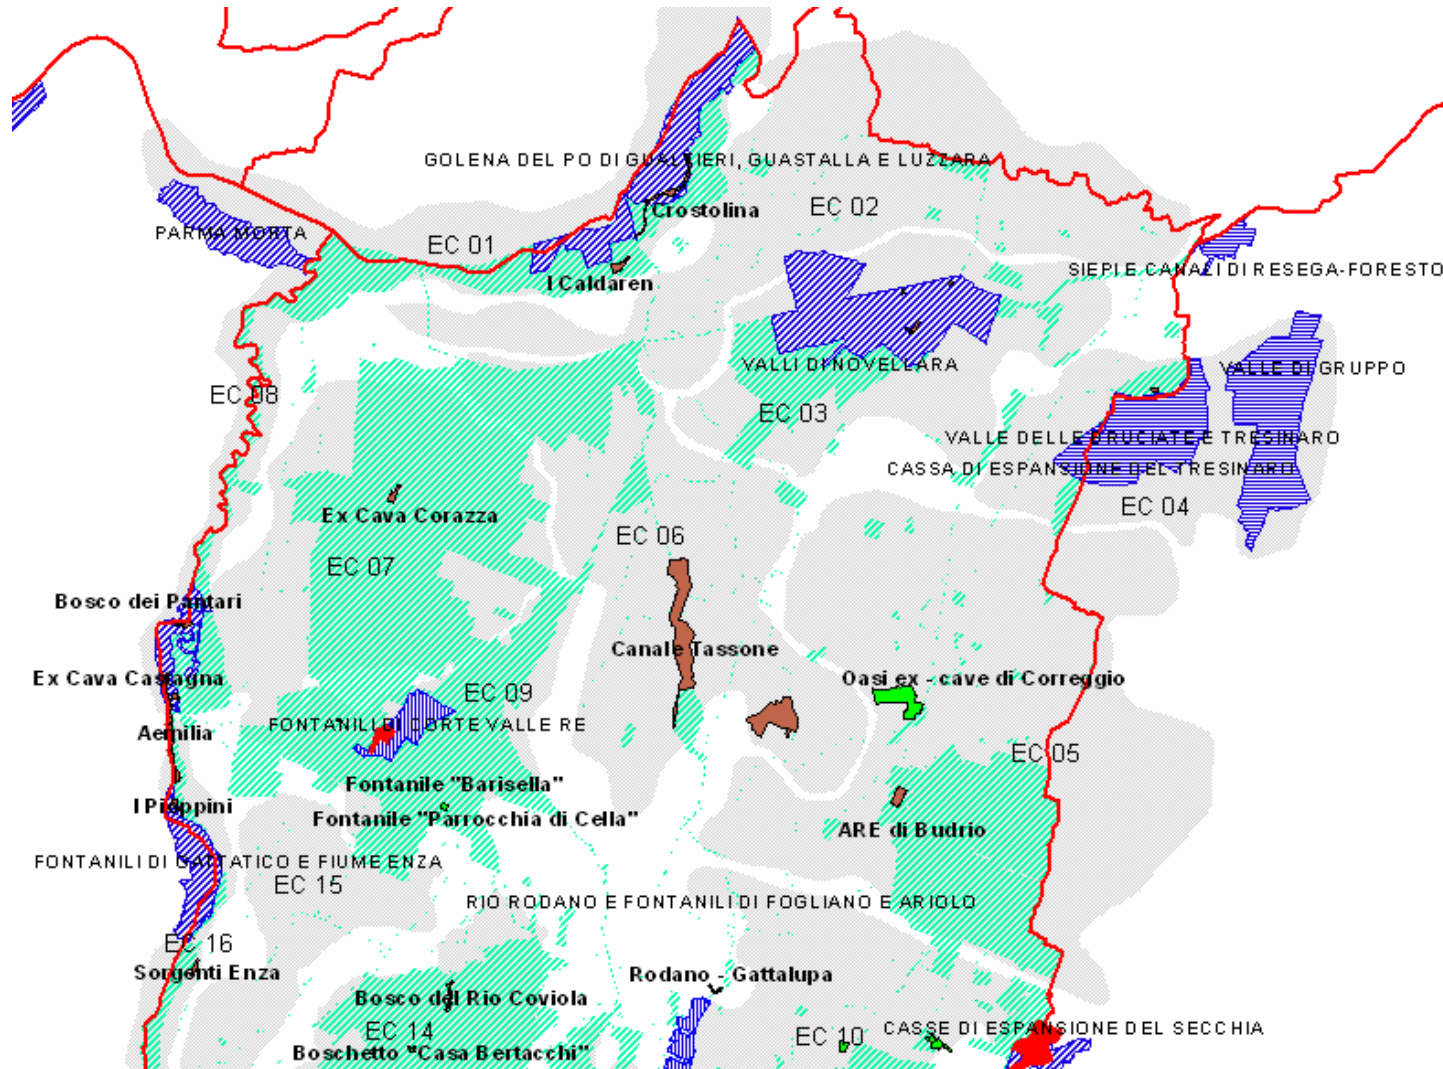 GOLENA DEL PO DI GUALTIERI, GUASTALLA E LUZZARA
EC 02
Crostolina
PARMA MORTA
EC 01
SIEPI E CANALI DI RESEGA-FORESTO
I Caldaren
VALLI DI NOVELLARA
VALLE DI GRUPPO
EC 08
EC 03
VALLE DELLE BRUCIATE E TRESINARO
CASSA DI ESPANSIONE DEL TRESINARO
EC 04
Ex Cava Corazza
EC 06
EC 07
Bosco dei Pantari
Canale Tassone
Ex Cava Castagna
Oasi ex - cave di Correggio
EC 09
FONTANILI DI CORTE VALLE RE
Aemilia
EC 05
Fontanile "Barisella"
I Pioppini
Fontanile "Parrocchia di Cella"
ARE di Budrio
FONTANILI DI GATTATICO E FIUME ENZA
EC 15
RIO RODANO E FONTANILI DI FOGLIANO E ARIOLO
EC 16
Sorgenti Enza
Rodano - Gattalupa
Bosco del Rio Coviola
EC 14
EC 10
CASSE DI ESPANSIONE DEL SECCHIA
Boschetto "Casa Bertacchi"